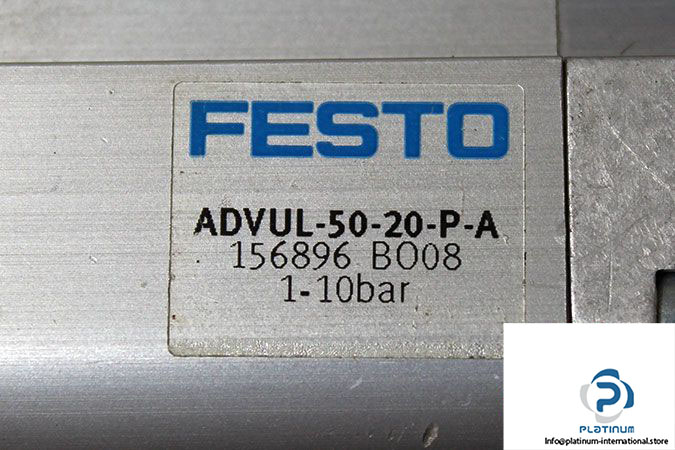 FESTO
ADVUL-50-20-P-A
156896 BO08
1-10bar
PLATINUM
info@platinum-international.store